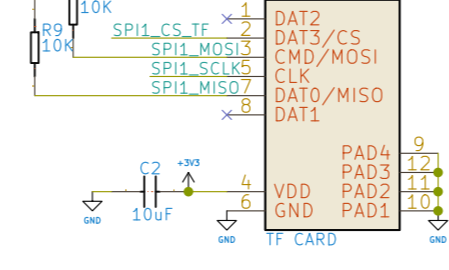 10K
1
DAT2
R9
SPI1_CS_TF
2
DAT3/CS
10K
SPI1_MOSI
3
CMD/MOSI
SPI1_SCLK
5
CLK
SPI1_MISO
7
DAT0/MISO
8
DAT1
PAD4
9
C2
+3V3
PAD3
12
4
VDD
PAD2
11
10uF
6
GND
PAD1
10
GND
GND
TF CARD
GND